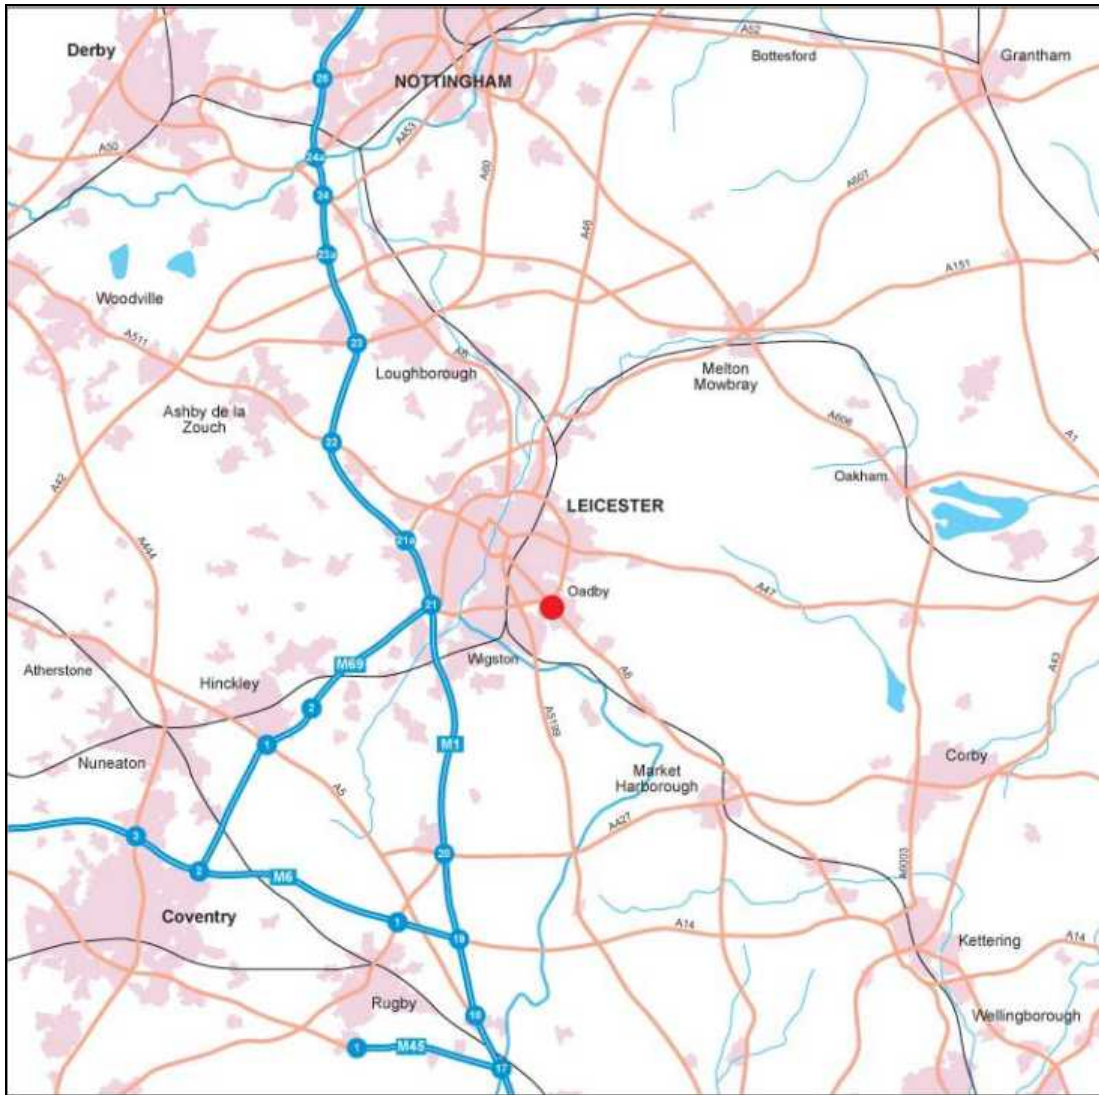 A52
Derby
Bottesford
Grantham
26
NOTTINGHAM
A453
A50
24a
A60
A607
24
A46
23a
A151
Woodville
A511
23
A6
Loughborough
Melton
Mowbray
Ashby de la
Zouch
A606
A1
22
A42
Oakham
LEICESTER
21a
A444
Oadby
A47
21
Wigston
M69
Atherstone
Hinckley
A6
A43
2
A5199
1
M1
Nuneaton
Market
Harborough
Corby
A5
A427
3
20
A6003
2
M6
Coventry
1
A14
19
Kettering
A14
Rugby
18
Wellingborough
1
M45
17